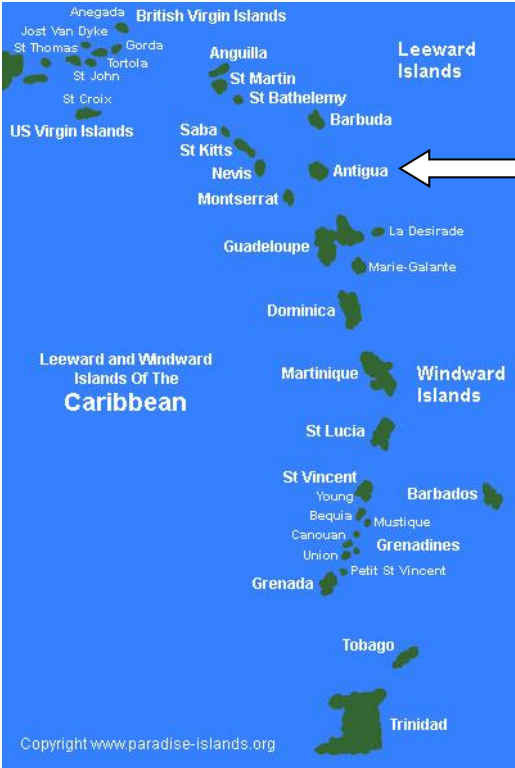 Anegada
British Virgin Islands
Jost Van Dyke
St Thomas
Gorda
Tortola
St John
St Croix
US Virgin Islands
Anguilla
St Martin
St Bathelemy
Leeward
Islands
Barbuda
Saba
St Kitts
Nevis
Antigua
Montserrat
Guadeloupe
La Desirade
Marie-Galante
Dominica
Leeward and Windward
Islands Of The
Caribbean
Martinique
Windward
Islands
St Lucia
St Vincent
Young
Barbados
Bequia
Mustique
Canouan
Grenadines
Union
Petit St Vincent
Grenada
Tobago
Trinidad
Copyright www.paradise-islands.org